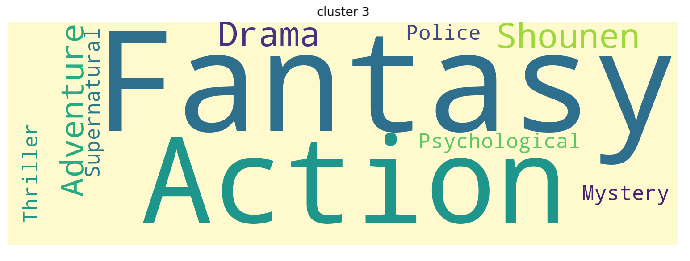 cluster 3
Fantasy
Action
Drama
Police
Shounen
Adventure
Supernatural
Thriller
Psychological
Mystery